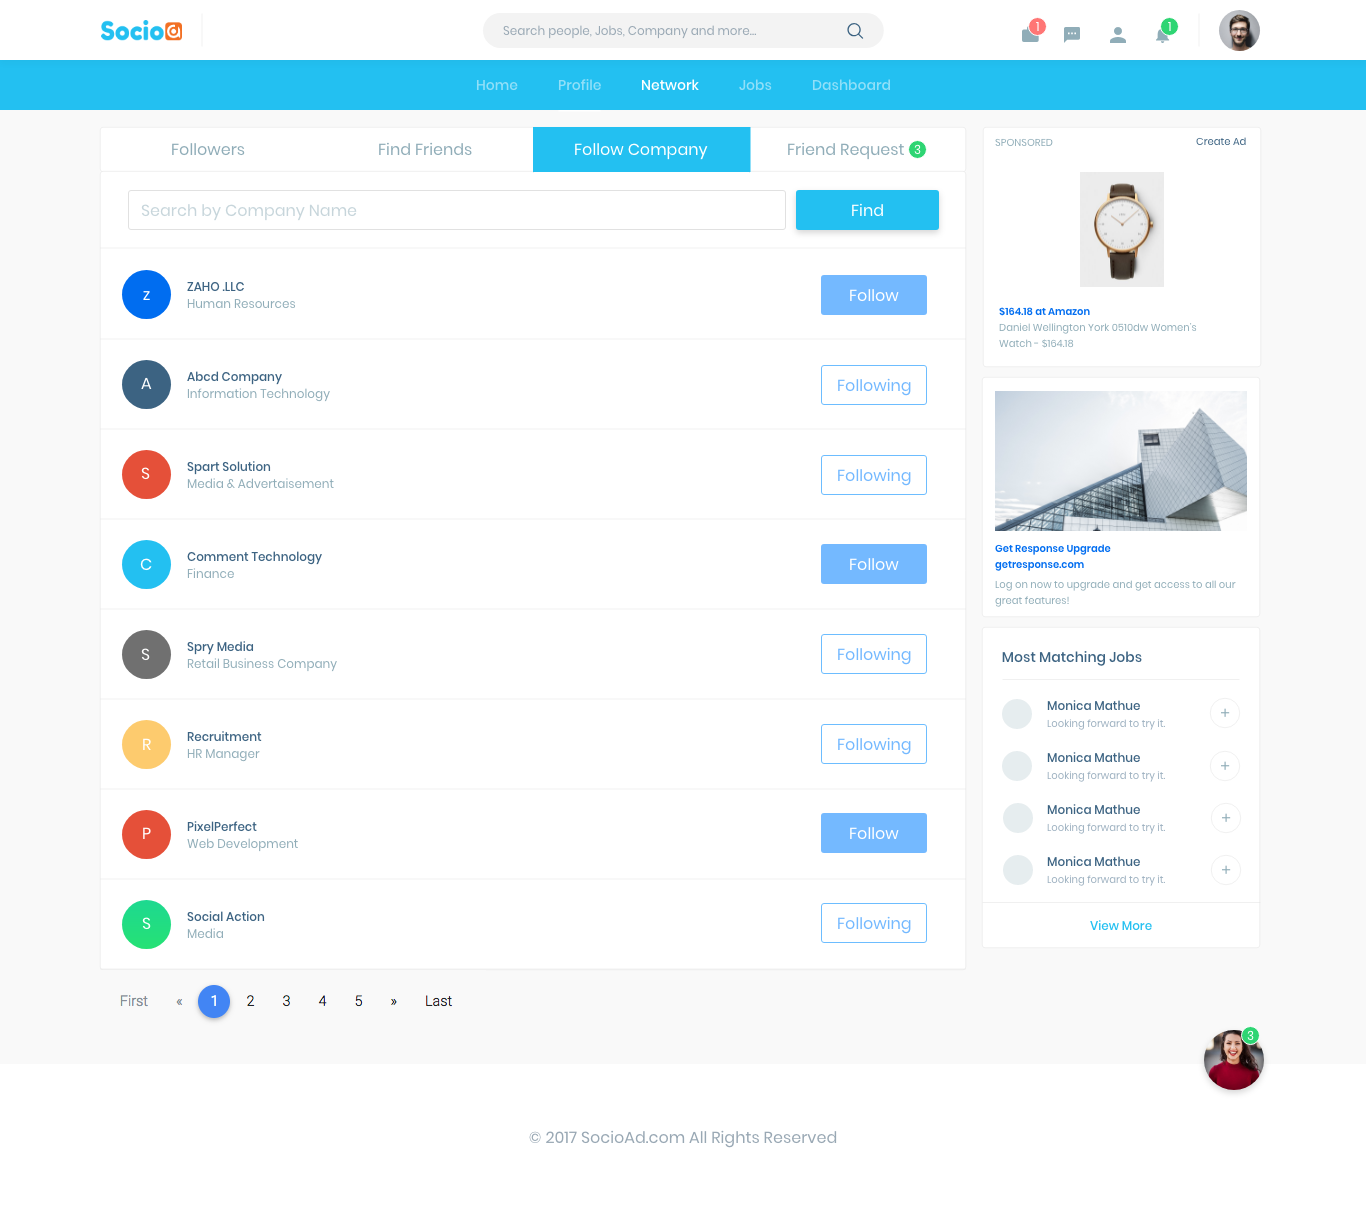 Socio a
Search people, Jobs, Company and more...
1
1
Home Profile Network Jobs Dashboard
Followers Find Friends Follow Company Friend Request 3
Search by Company Name Find
z
ZAHO .LLC
Human Resources
Follow
A
Abcd Company
Information Technology
Following
S
Spart Solution
Media & Advertaisement
Following
C
Comment Technology
Finance
Follow
S
Spry Media
Retail Business Company
Following
R
Recruitment
HR Manager
Following
P
PixelPerfect
Web Development
Follow
S
Social Action
Media
Following
First « 1 2 3 4 5 » Last
SPONSORED Create Ad
$164.18 at Amazon
Daniel Wellington York 0510dw Women's
Watch - $164.18
Get Response Upgrade
getresponse.com
Log on now to upgrade and get access to all our
great features!
Most Matching Jobs
Monica Mathue
Looking forward to try it.
+
Monica Mathue
Looking forward to try it.
+
Monica Mathue
Looking forward to try it.
+
Monica Mathue
Looking forward to try it.
+
View More
3
© 2017 SocioAd.com All Rights Reserved